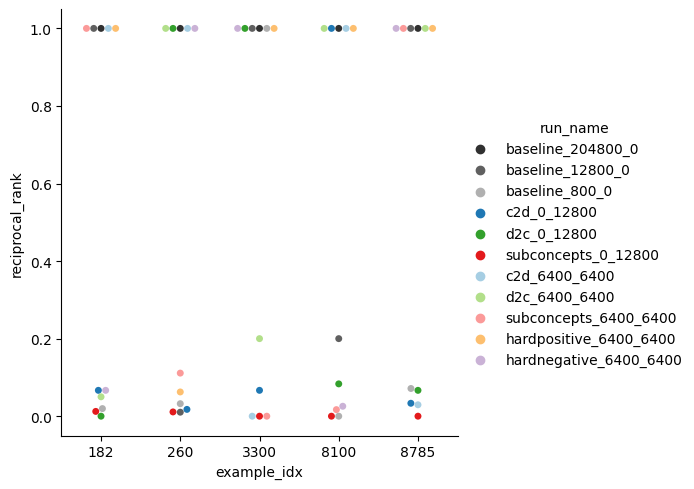 1.0
0.8
0.6
0.4
0.2
0.0
reciprocal_rank
182 260 3300 8100 8785
example_idx
run_name
baseline_204800_0
baseline_12800_0
baseline_800_0
c2d_0_12800
d2c_0_12800
subconcepts_0_12800
c2d_6400_6400
d2c_6400_6400
subconcepts_6400_6400
hardpositive_6400_6400
hardnegative_6400_6400